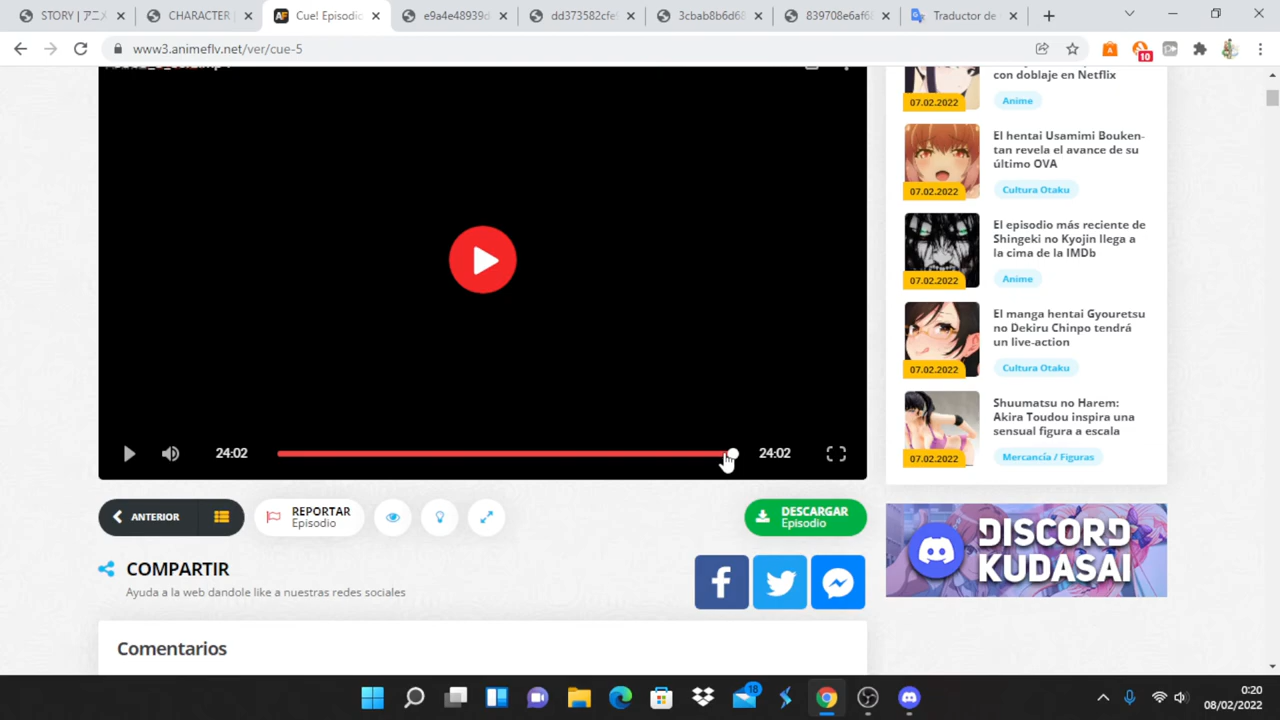 STORY | アニ
CHARACTER |
Cue! Episodic
e9a4e48939d
dd373582cfe
3cbab8b6d68
839708e6af68
Traductor de
www3.animeflv.net/ver/cue-5
10
con doblaje en Netflix
07.02.2022
Anime
El hentai Usamimi Bouken-
tan revela el avance de su
último OVA
07.02.2022
Cultura Otaku
El episodio más reciente de
Shingeki no Kyojin llega a
la cima de la IMDb
07.02.2022
Anime
El manga hentai Gyouretsu
no Dekiru Chinpo tendrá
un live-action
07.02.2022
Cultura Otaku
Shuumatsu no Harem:
Akira Toudou inspira una
sensual figura a escala
07.02.2022
Mercancía / Figuras
24:02
24:02
ANTERIOR
REPORTAR
Episodio
DESCARGAR
Episodio
COMPARTIR
Ayuda a la web dandole like a nuestras redes sociales
DISCORD
KUDASAI
Comentarios
18
0:20
08/02/2022